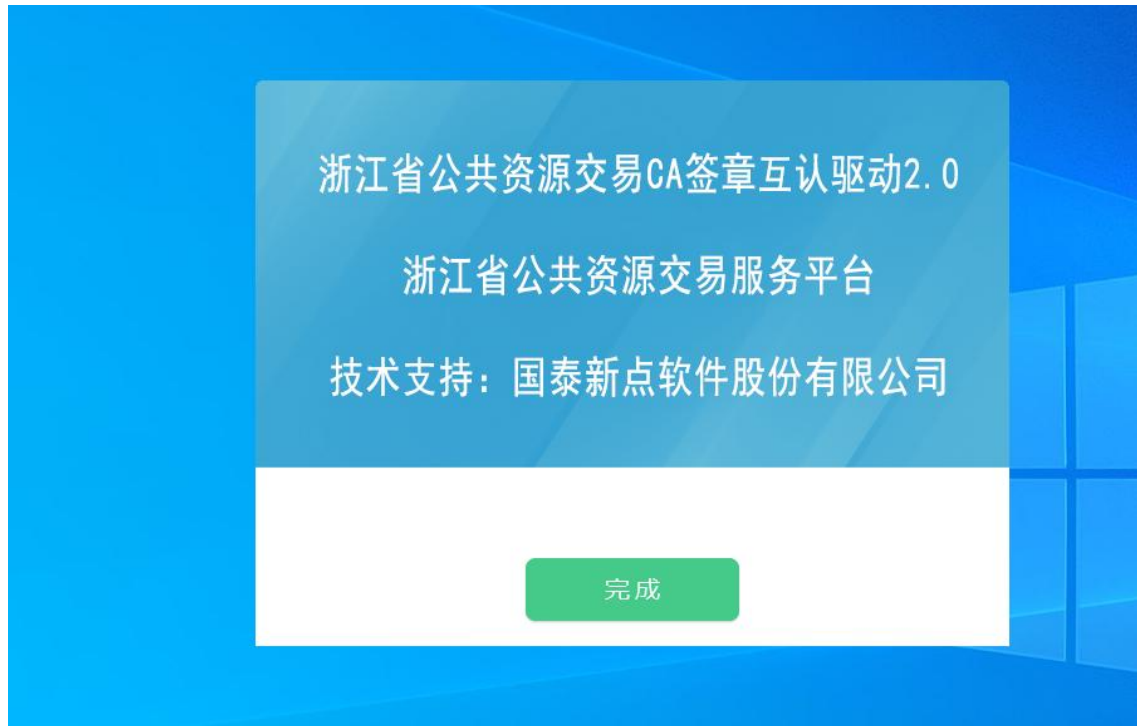 浙江省公共资源交易CA签章互认驱动2.0
浙江省公共资源交易服务平台
技术支持：国泰新点软件股份有限公司
完成